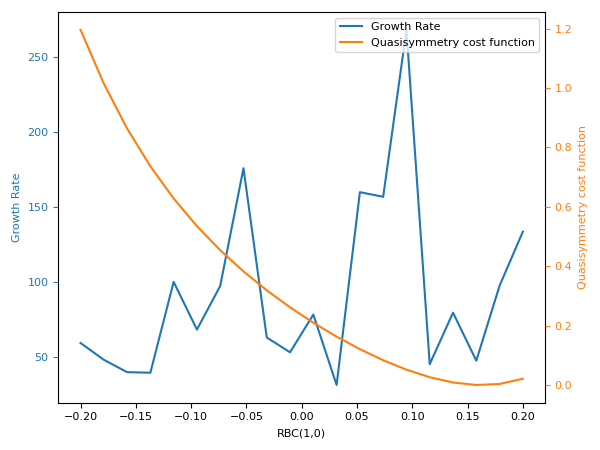 Growth Rate
Quasisymmetry cost function
250
200
150
100
50
Growth Rate
1.2
1.0
0.8
0.6
0.4
0.2
0.0
Quasisymmetry cost function
−0.20 −0.15 −0.10 −0.05 0.00 0.05 0.10 0.15 0.20
RBC(1,0)